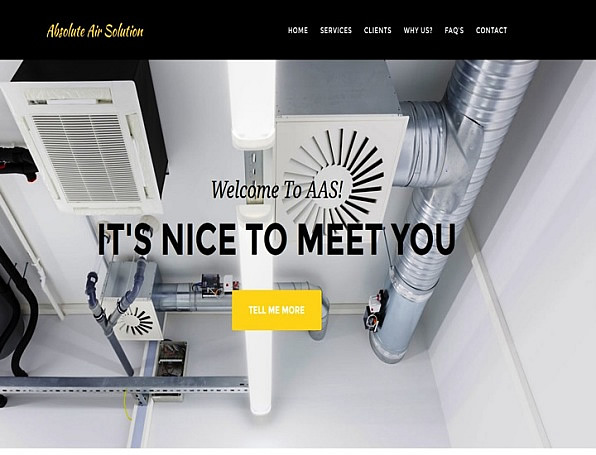 Absolute Air Solution
HOME SERVICES CLIENTS WHY US? FAQ'S CONTACT
Welcome To AAS!
IT'S NICE TO MEET YOU
TELL ME MORE